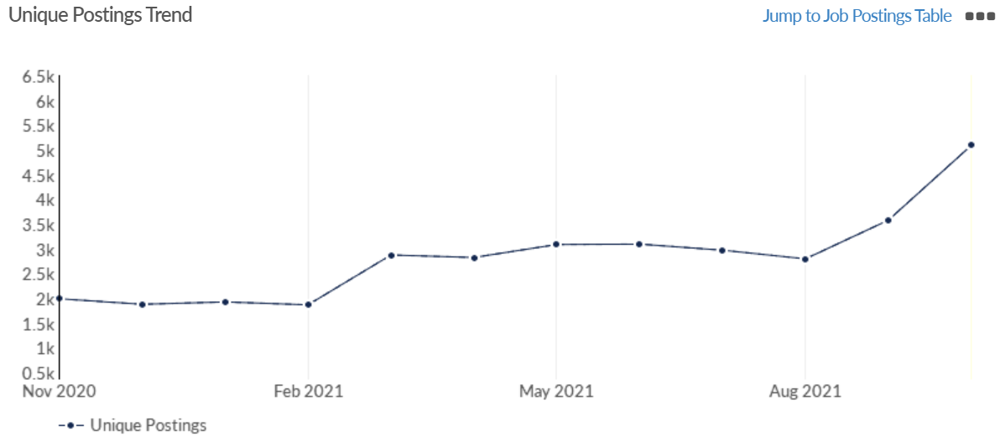 Unique Postings Trend
Jump to Job Postings Table
6.5k
6k
5.5k
5k
4.5k
4k
3.5k
3k
2.5k
2k
1.5k
1k
0.5k
Nov 2020 Feb 2021 May 2021 Aug 2021
Unique Postings